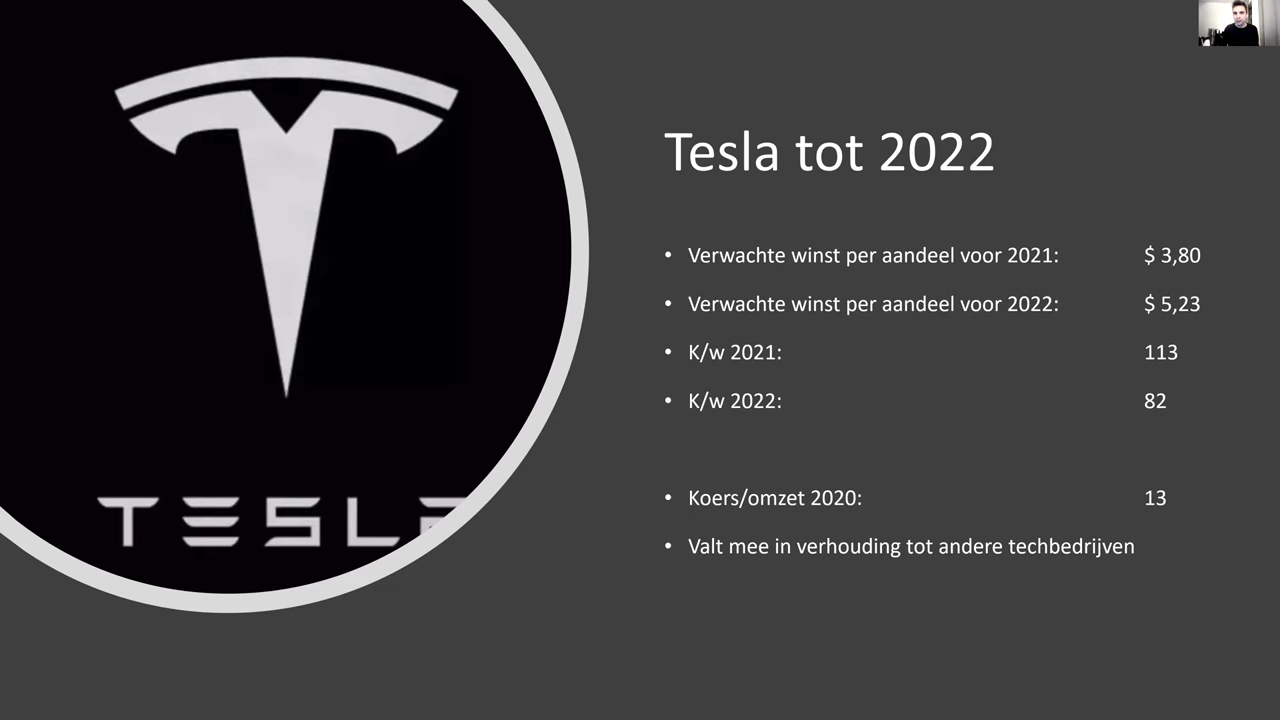 TESLA
Tesla tot 2022
• Verwachte winst per aandeel voor 2021: $ 3,80
• Verwachte winst per aandeel voor 2022: $ 5,23
• K/w 2021: 113
• K/w 2022: 82
• Koers/omzet 2020: 13
• Valt mee in verhouding tot andere techbedrijven